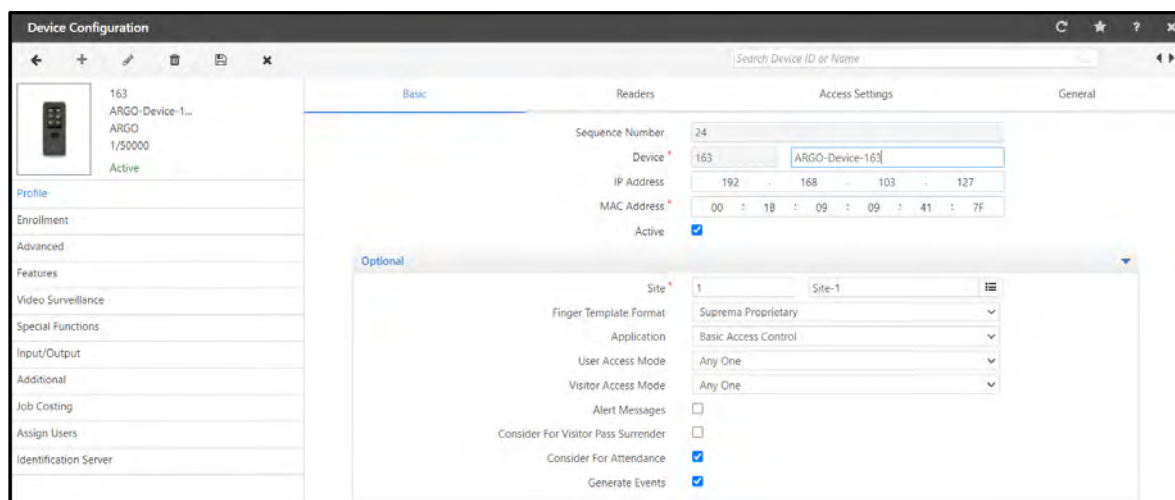 Device Configuration
?
Search Device ID or Name
163
ARGO-Device-1...
ARGO
1/50000
Active
Profile
Enrollment
Advanced
Features
Video Surveillance
Special Functions
Input/Output
Additional
Job Costing
Assign Users
Identification Server
Basic Readers Access Settings General
Sequence Number 24
Device * 163 ARGO-Device-163
IP Address 192 . 168 . 103 . 127
MAC Address * 00 : 1B : 09 : 09 : 41 : 7F
Active
Optional
Site * 1 Site-1
Finger Template Format Suprema Proprietary
Application Basic Access Control
User Access Mode Any One
Visitor Access Mode Any One
Alert Messages
Consider For Visitor Pass Surrender
Consider For Attendance
Generate Events